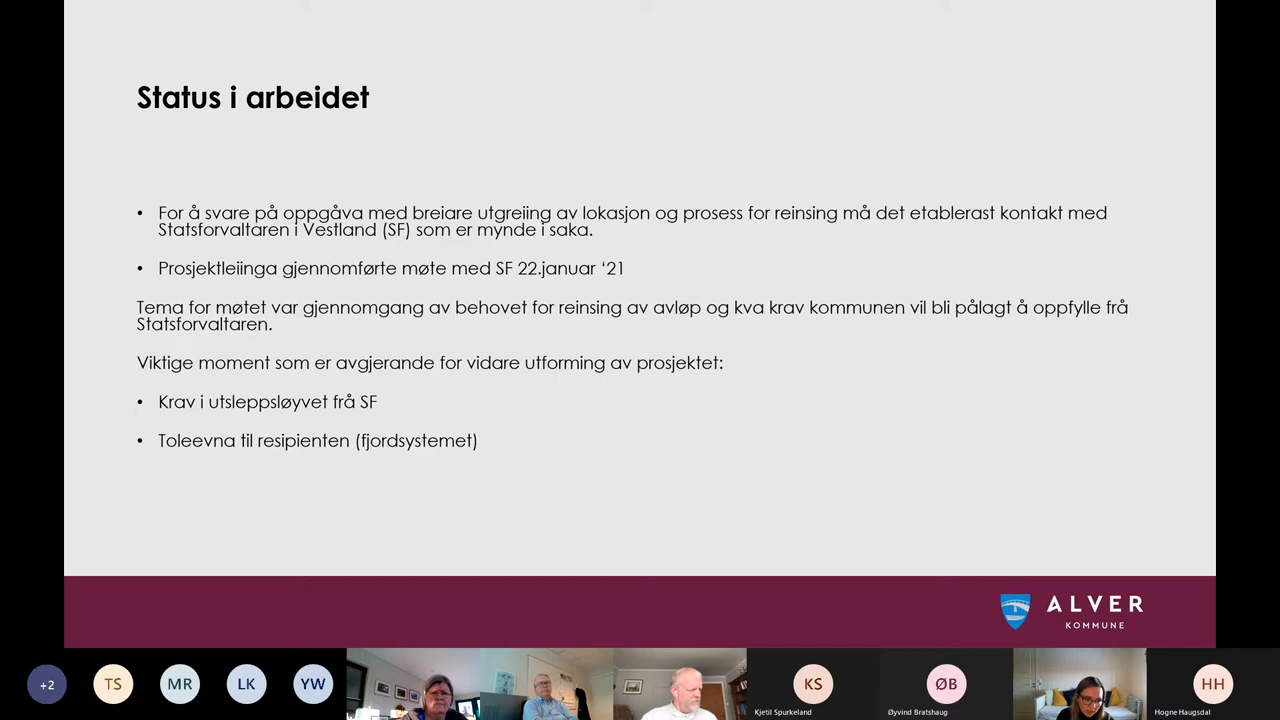 Status i arbeidet
• For å svare på oppgåva med breiare utgreiing av lokasjon og prosess for reinsing må det etablerast kontakt med
Statsforvaltaren i Vestland (SF) som er mynde i saka.
• Prosjektleiinga gjennomførte møte med SF 22.januar ‘21
Tema for møtet var gjennomgang av behovet for reinsing av avløp og kva krav kommunen vil bli pålagt å oppfylle frå
Statsforvaltaren.
Viktige moment som er avgjerande for vidare utforming av prosjektet:
• Krav i utsleppsløyvet frå SF
• Toleevna til resipienten (fjordsystemet)
ALVER
KOMMUNE
+2
TS
MR
LK
YW
KS
Kjetil Spurkeland
ØB
Øyvind Bratshaug
HH
Hogne Haugsdal